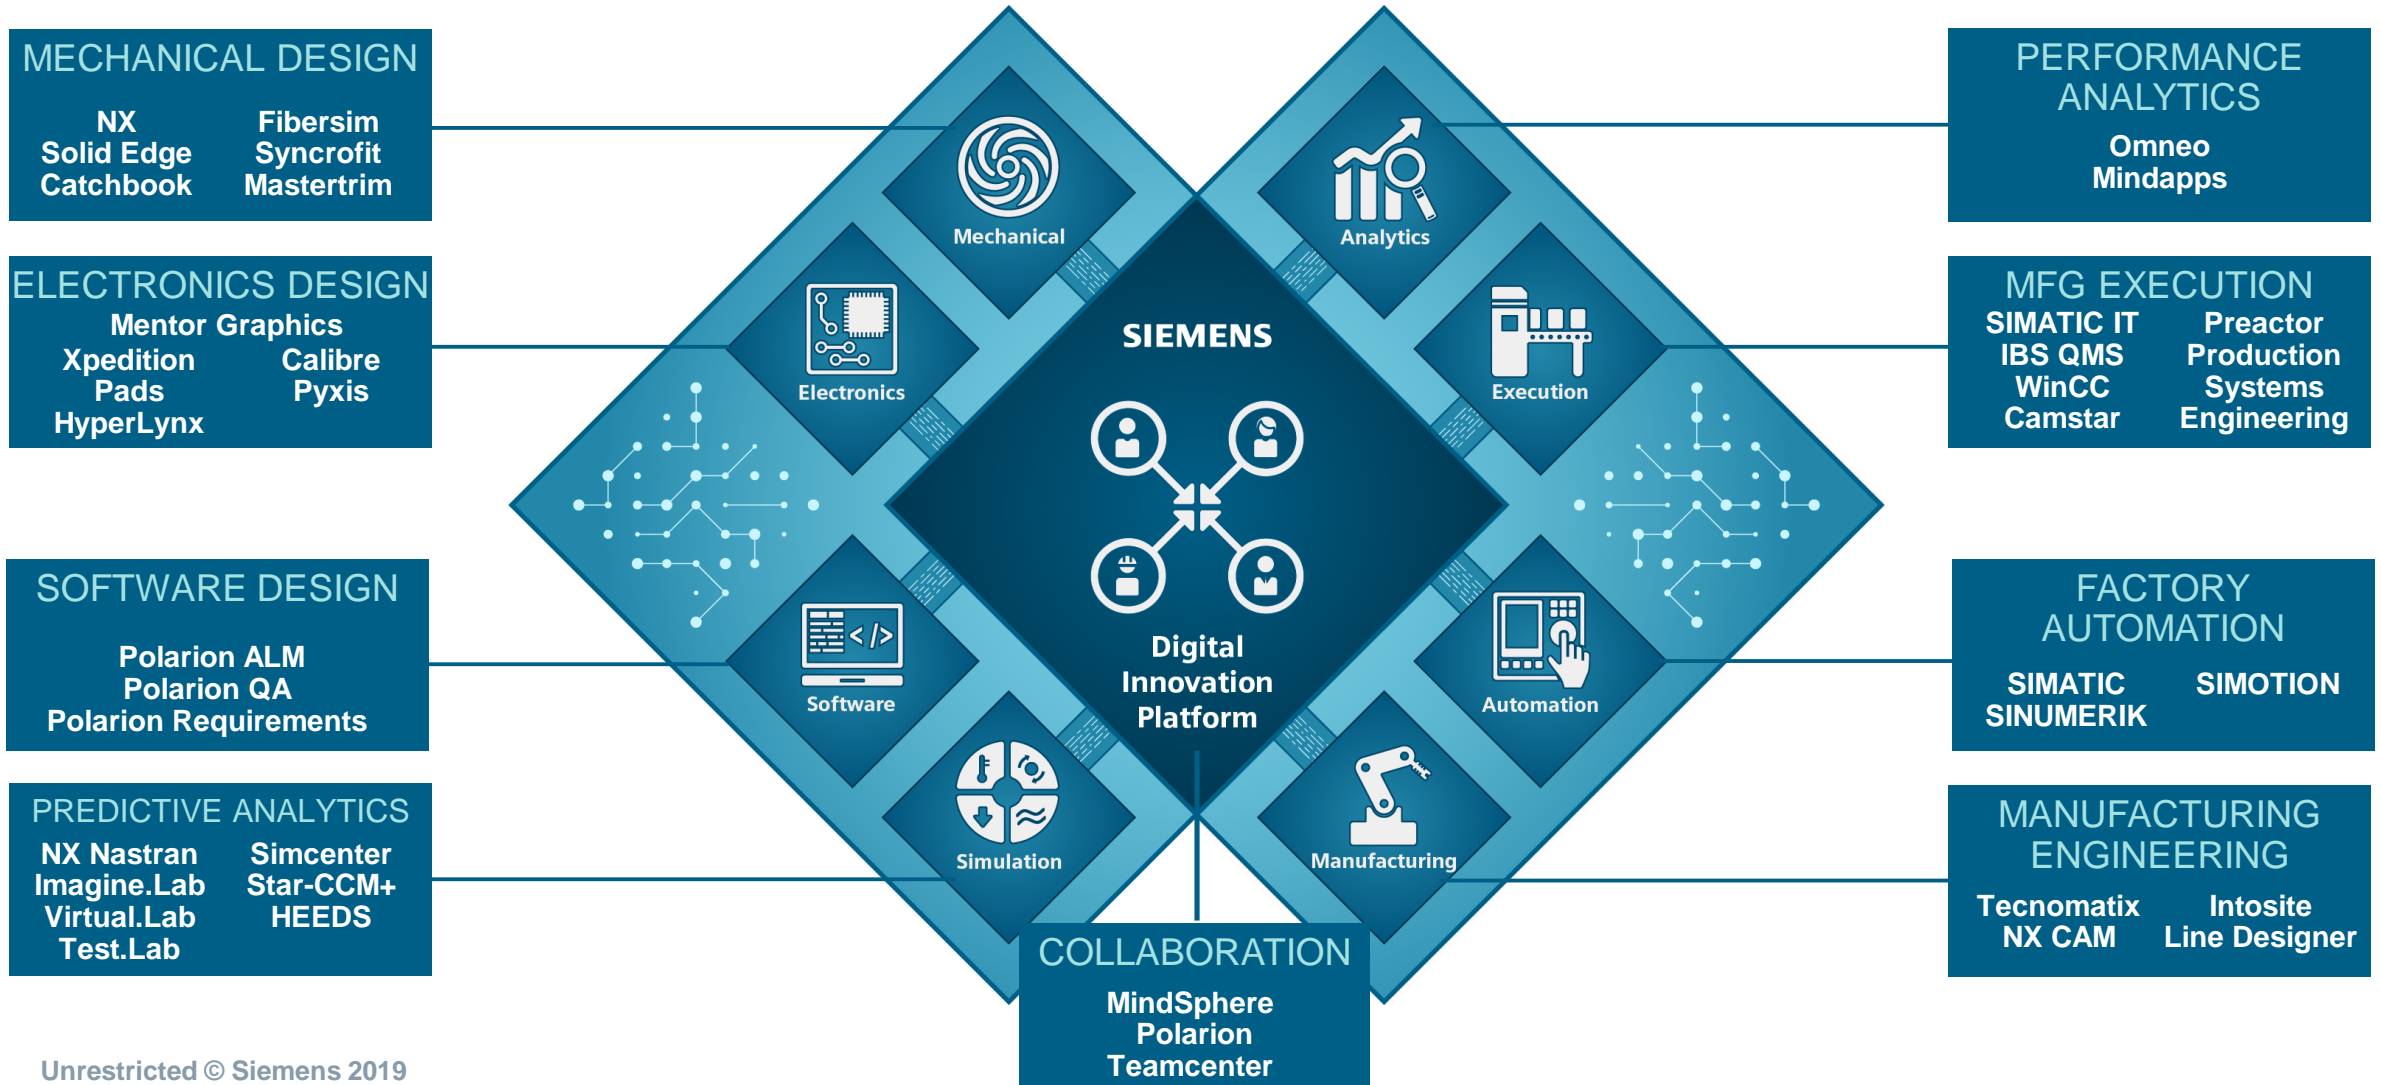 MECHANICAL DESIGN
NX
Solid Edge
Catchbook
Fibersim
Syncrofit
Mastertrim
ELECTRONICS DESIGN
Mentor Graphics
Xpedition
Pads
HyperLynx
Calibre
Pyxis
SOFTWARE DESIGN
Polarion ALM
Polarion QA
Polarion Requirements
PREDICTIVE ANALYTICS
NX Nastran
Imagine.Lab
Virtual.Lab
Test.Lab
Simcenter
Star-CCM+
HEEDS
Mechanical
Electronics
Software
Simulation
SIEMENS
Digital
Innovation
Platform
Analytics
Execution
Automation
Manufacturing
COLLABORATION
MindSphere
Polarion
Teamcenter
PERFORMANCE
ANALYTICS
Omneo
Mindapps
MFG EXECUTION
SIMATIC IT
IBS QMS
WinCC
Camstar
Preactor
Production
Systems
Engineering
FACTORY
AUTOMATION
SIMATIC
SINUMERIK
SIMOTION
MANUFACTURING
ENGINEERING
Tecnomatix
NX CAM
Intosite
Line Designer
Unrestricted © Siemens 2019